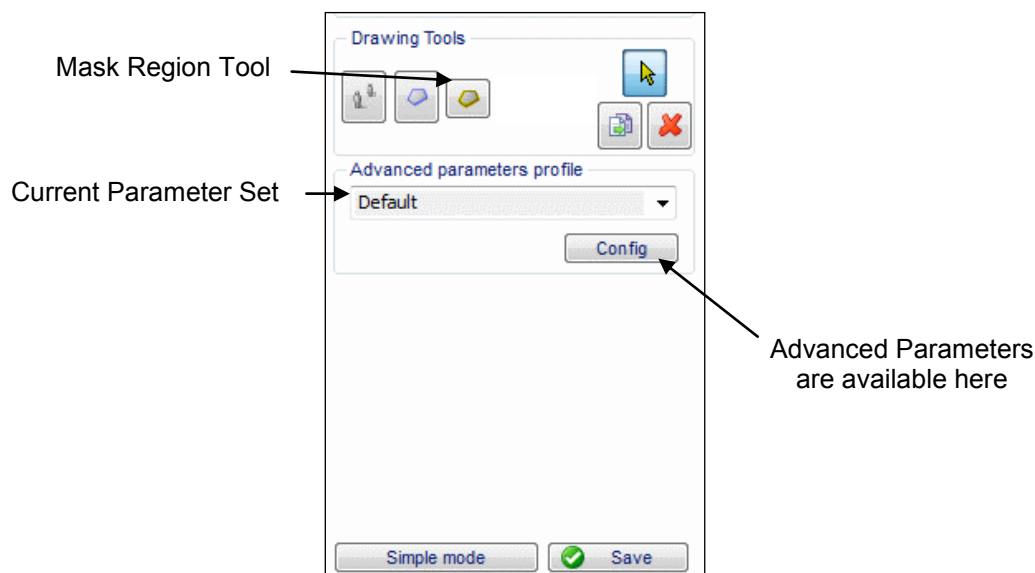 Drawing Tools
Mask Region Tool
Advanced parameters profile
Current Parameter Set
Default
Config
Advanced Parameters
are available here
Simple mode
Save